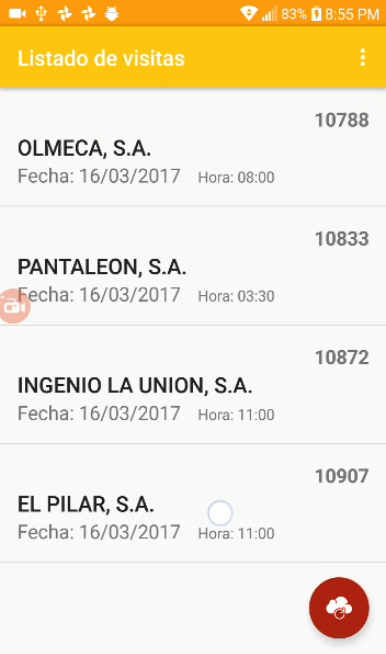 83% 8:55 PM
Listado de visitas
10788
OLMECA, S.A.
Fecha: 16/03/2017 Hora: 08:00
10833
PANTALEON, S.A.
Fecha: 16/03/2017 Hora: 03:30
10872
INGENIO LA UNION, S.A.
Fecha: 16/03/2017 Hora: 11:00
10907
EL PILAR, S.A.
Fecha: 16/03/2017 Hora: 11:00